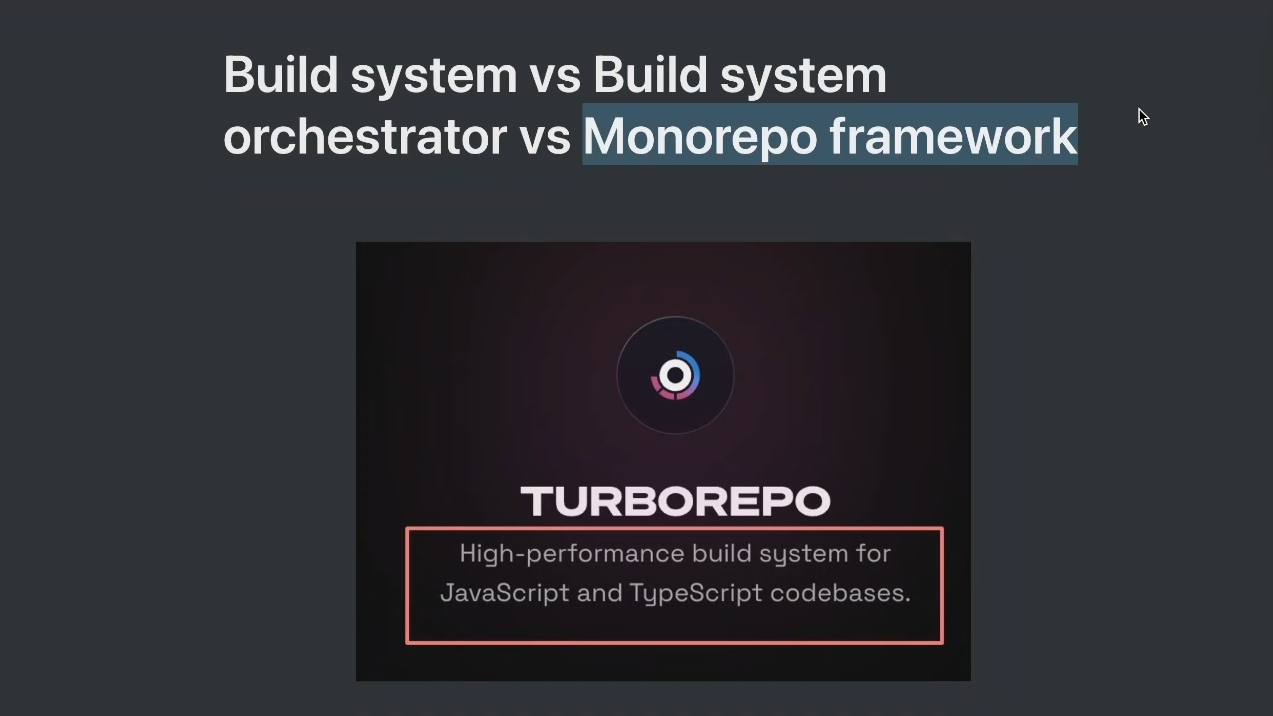 Build system vs Build system
orchestrator vs Monorepo framework
TURBOREPO
High-performance build system for
JavaScript and TypeScript codebases.